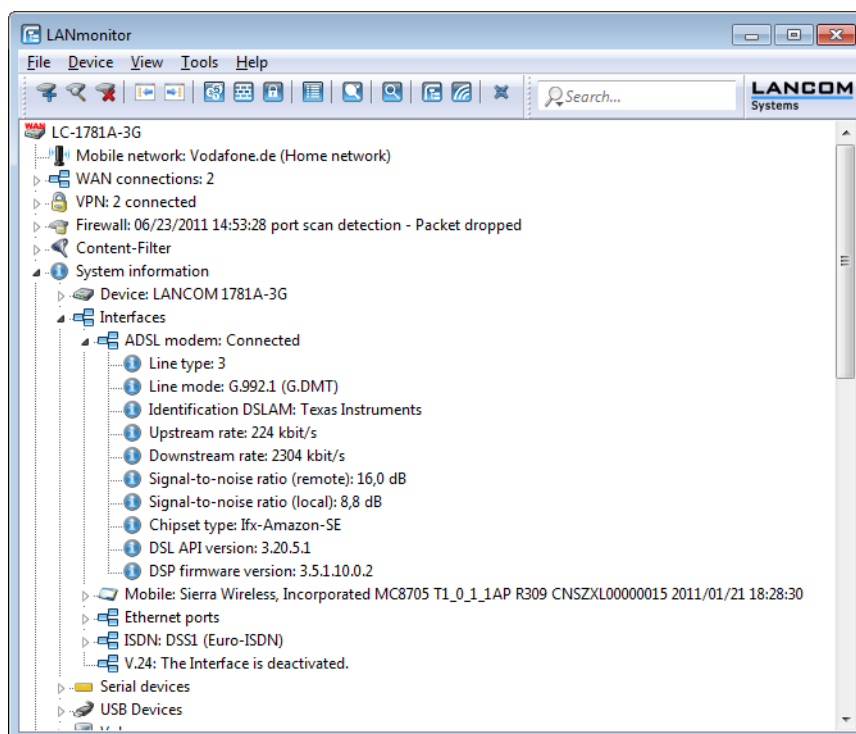 LANmonitor
File Device View Tools Help
Search...
LANCOM
Systems
WAN
LC-1781A-3G
Mobile network: Vodafone.de (Home network)
WAN connections: 2
VPN: 2 connected
Firewall: 06/23/2011 14:53:28 port scan detection - Packet dropped
Content-Filter
System information
Device: LANCOM 1781A-3G
Interfaces
ADSL modem: Connected
Line type: 3
Line mode: G.992.1 (G.DMT)
Identification DSLAM: Texas Instruments
Upstream rate: 224 kbit/s
Downstream rate: 2304 kbit/s
Signal-to-noise ratio (remote): 16,0 dB
Signal-to-noise ratio (local): 8,8 dB
Chipset type: Ifx-Amazon-SE
DSL API version: 3.20.5.1
DSP firmware version: 3.5.1.10.0.2
Mobile: Sierra Wireless, Incorporated MC8705 T1_0_1_1AP R309 CNSZXL00000015 2011/01/21 18:28:30
Ethernet ports
ISDN: DSS1 (Euro-ISDN)
V.24: The Interface is deactivated.
Serial devices
USB Devices